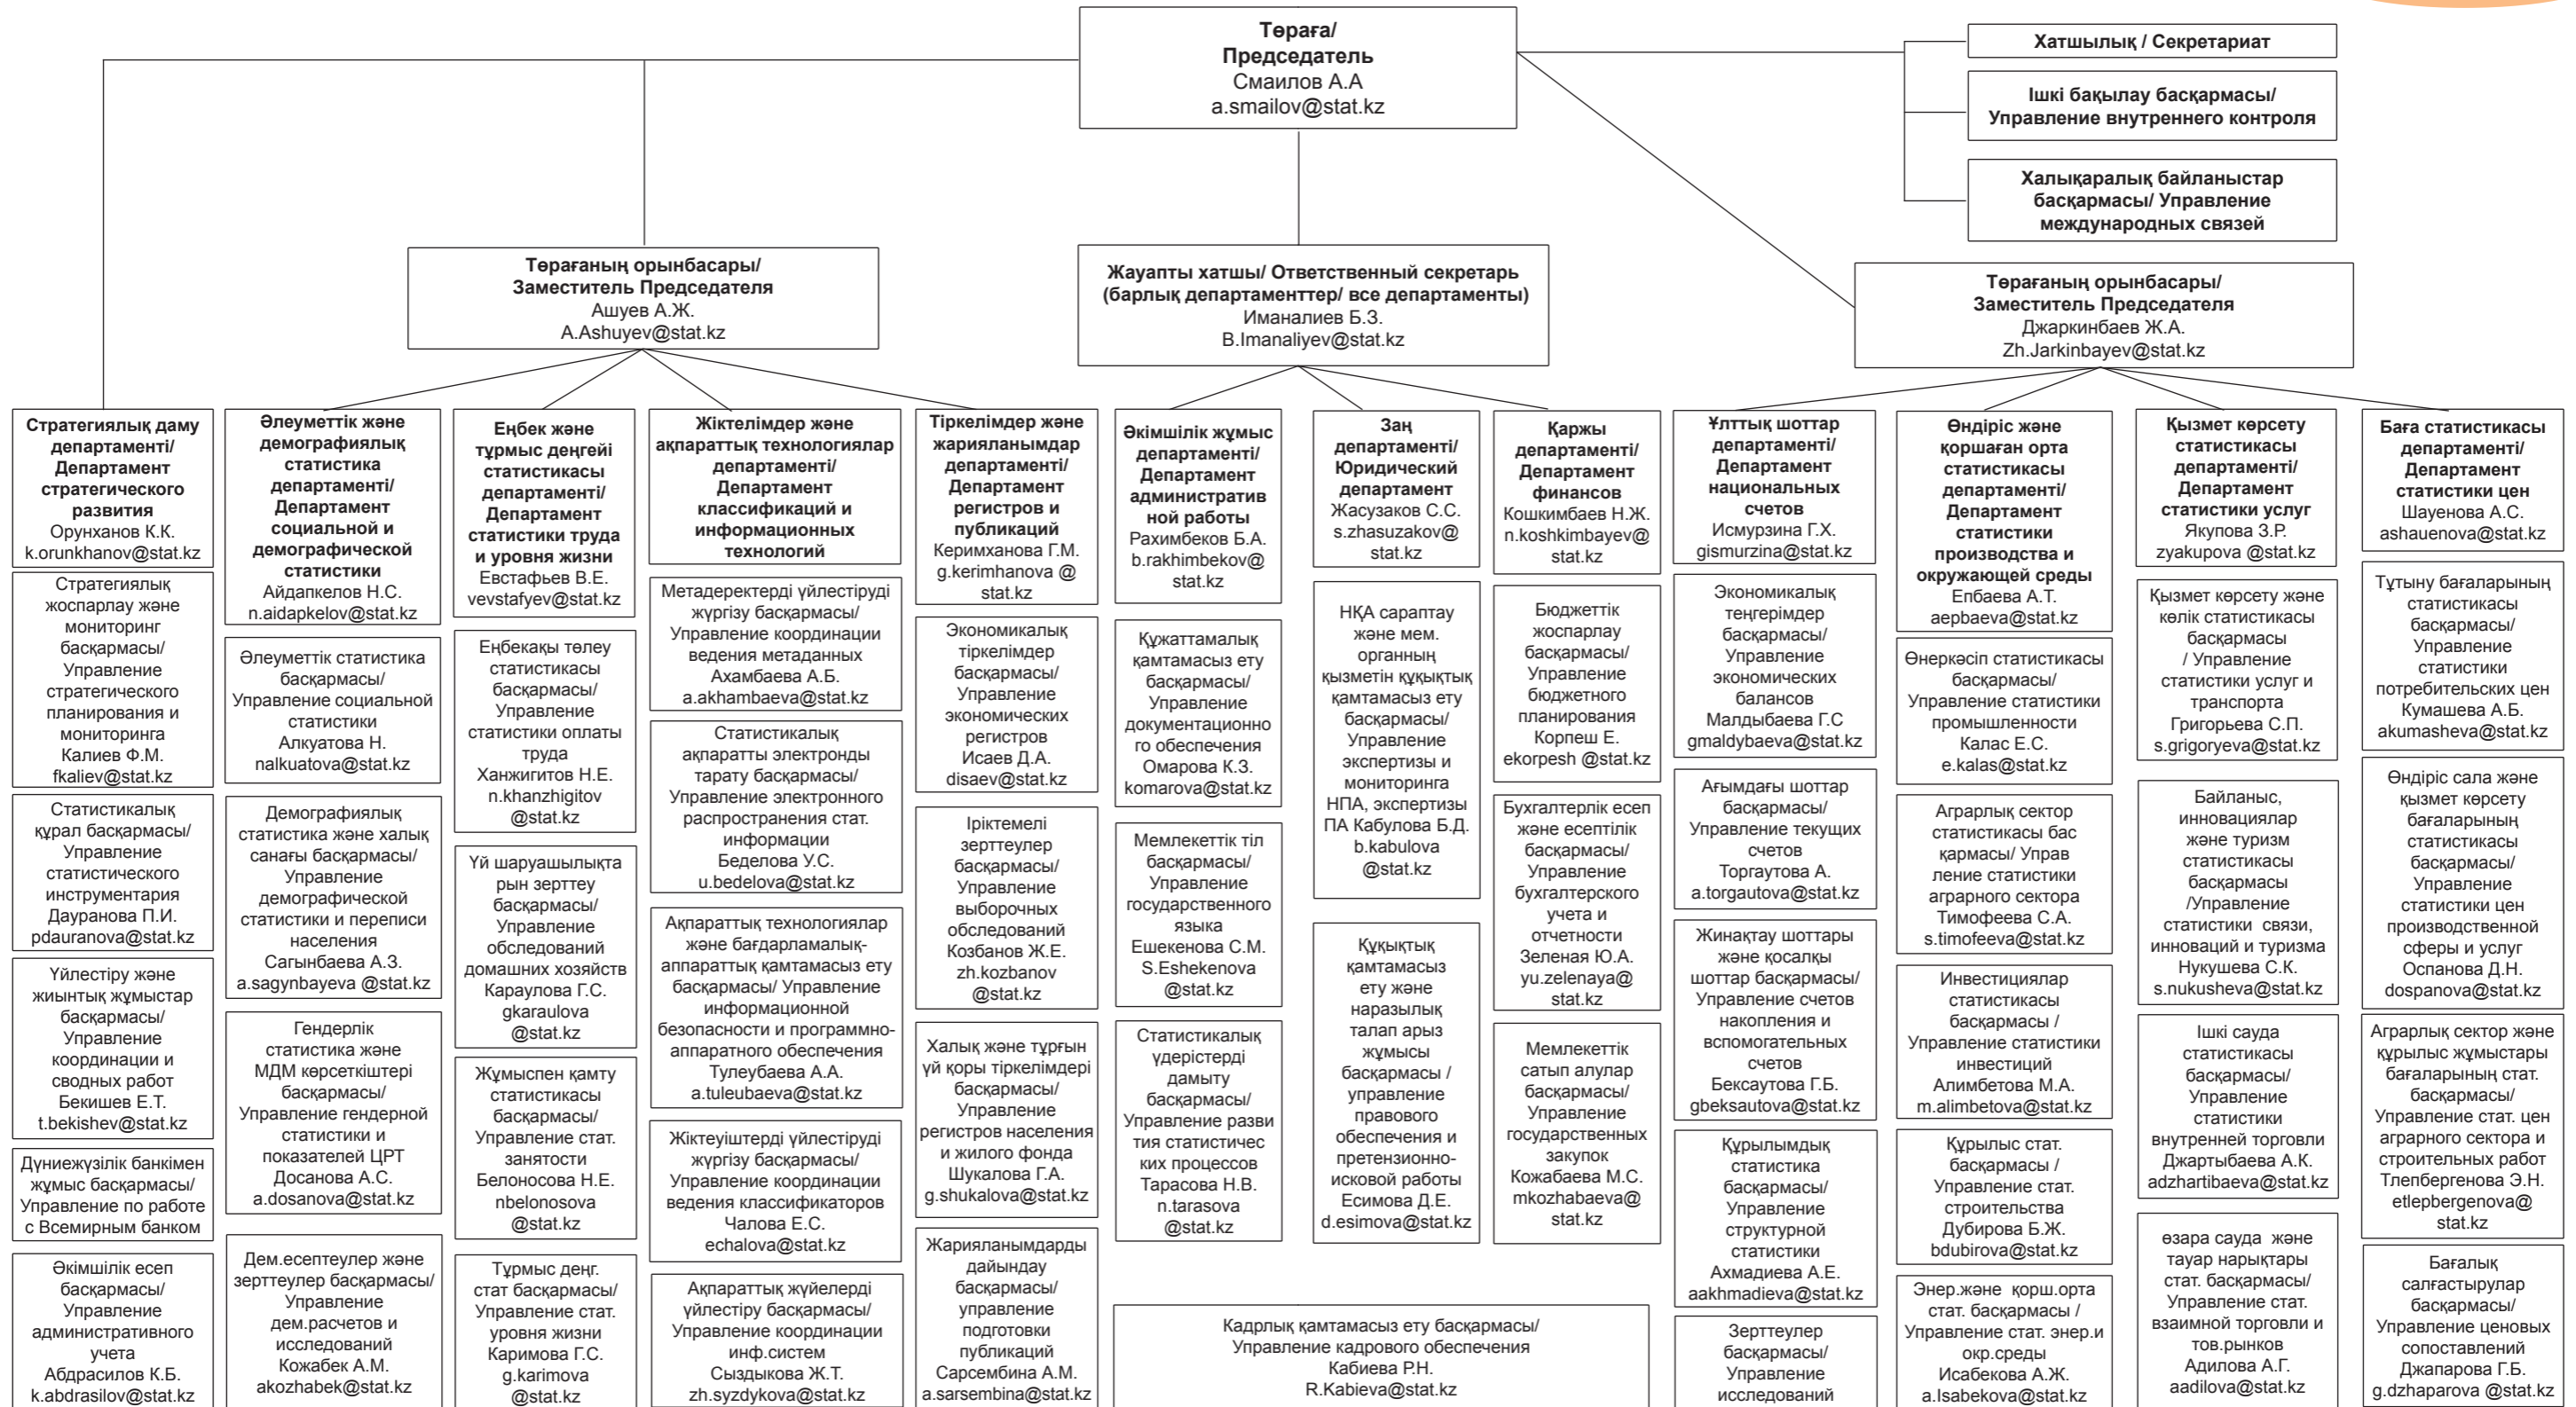 Төраға/
Председатель
Смаилов А.А
a.smailov@stat.kz
Хатшылық / Секретариат
Ішкі бақылау басқармасы/
Управление внутреннего контроля
Халықаралық байланыстар
басқармасы/ Управление
международных связей
Төрағаның орынбасары/
Заместитель Председателя
Ашуев А.Ж.
A.Ashuyev@stat.kz
Жауапты хатшы/ Ответственный секретарь
(барлық департаменттер/ все департаменты)
Иманалиев Б.З.
B.Imanaliyev@stat.kz
Төрағаның орынбасары/
Заместитель Председателя
Джаркинбаев Ж.А.
Zh.Jarkinbayev@stat.kz
Стратегиялық даму
департаменті/
Департамент
стратегического
развития
Орунханов К.К.
k.orunkhanov@stat.kz
Стратегиялық
жоспарлау және
мониторинг
басқармасы/
Управление
стратегического
планирования и
мониторинга
Калиев Ф.М.
fkaliev@stat.kz
Статистикалық
құрал басқармасы/
Управление
статистического
инструментария
Дауранова П.И.
pdauranova@stat.kz
Үйлестіру және
жиынтық жұмыстар
басқармасы/
Управление
координации и
сводных работ
Бекишев Е.Т.
t.bekishev@stat.kz
Дүниежүзілік банкімен
жұмыс басқармасы/
Управление по работе
с Всемирным банком
Әкімшілік есеп
басқармасы/
Управление
административного
учета
Абдрасилов К.Б.
k.abdrasilov@stat.kz
Әлеуметтік және
демографиялық
статистика
департаменті/
Департамент
социальной и
демографической
статистики
Айдапкелов Н.С.
n.aidapkelov@stat.kz
Әлеуметтік статистика
басқармасы/
Управление социальной
статистики
Алкуатова Н.
nalkuatova@stat.kz
Демографиялық
статистика және халық
санағы басқармасы/
Управление
демографической
статистики и переписи
населения
Сагынбаева А.З.
a.sagynbayeva @stat.kz
Гендерлік
статистика және
МДМ көрсеткіштері
басқармасы/
Управление гендерной
статистики и
показателей ЦРТ
Досанова А.С.
a.dosanova@stat.kz
Дем.есептеулер және
зерттеулер басқармасы/
Управление
дем.расчетов и
исследований
Кожабек А.М.
akozhabek@stat.kz
Еңбек және
тұрмыс деңгейі
статистикасы
департаменті/
Департамент
статистики труда
и уровня жизни
Евстафьев В.Е.
vevstafyev@stat.kz
Еңбекақы төлеу
статистикасы
басқармасы/
Управление
статистики оплаты
труда
Ханжигитов Н.Е.
n.khanzhigitov
@stat.kz
Үй шаруашылықта
рын зерттеу
басқармасы/
Управление
обследований
домашних хозяйств
Караулова Г.С.
gkaraulova
@stat.kz
Жұмыспен қамту
статистикасы
басқармасы/
Управление стат.
занятости
Белоносова Н.Е.
nbelonosova
@stat.kz
Тұрмыс деңг.
стат басқармасы/
Управление стат.
уровня жизни
Каримова Г.С.
g.karimova
@stat.kz
Жіктелімдер және
ақпараттық технологиялар
департаменті/
Департамент
классификаций и
информационных
технологий
Метадеректерді үйлестіруді
жүргізу басқармасы/
Управление координации
ведения метаданных
Ахамбаева А.Б.
a.akhambaeva@stat.kz
Статистикалық
ақпаратты электронды
тарату басқармасы/
Управление электронного
распространения стат.
информации
Беделова У.С.
u.bedelova@stat.kz
Ақпараттық технологиялар
және бағдарламалық-
аппараттық қамтамасыз ету
басқармасы/ Управление
информационной
безопасности и программно-
аппаратного обеспечения
Тулеубаева А.А.
a.tuleubaeva@stat.kz
Жіктеуіштерді үйлестіруді
жүргізу басқармасы/
Управление координации
ведения классификаторов
Чалова Е.С.
echalova@stat.kz
Ақпараттық жүйелерді
үйлестіру басқармасы/
Управление координации
инф.систем
Сыздыкова Ж.Т.
zh.syzdykova@stat.kz
Тіркелімдер және
жарияланымдар
департаменті/
Департамент
регистров и
публикаций
Керимханова Г.М.
g.kerimhanova @
stat.kz
Экономикалық
тіркелімдер
басқармасы/
Управление
экономических
регистров
Исаев Д.А.
disaev@stat.kz
Іріктемелі
зерттеулер
басқармасы/
Управление
выборочных
обследований
Козбанов Ж.Е.
zh.kozbanov
@stat.kz
Халық және тұрғын
үй қоры тіркелімдері
басқармасы/
Управление
регистров населения
и жилого фонда
Шукалова Г.А.
g.shukalova@stat.kz
Жарияланымдарды
дайындау
басқармасы/
управление
подготовки
публикаций
Сарсембина А.М.
a.sarsembina@stat.kz
Әкімшілік жұмыс
департаменті/
Департамент
административ
ной работы
Рахимбеков Б.А.
b.rakhimbekov@
stat.kz
Құжаттамалық
қамтамасыз ету
басқармасы/
Управление
документационно
го обеспечения
Омарова К.З.
komarova@stat.kz
Мемлекеттік тіл
басқармасы/
Управление
государственного
языка
Ешекенова С.М.
S.Eshekenova
@stat.kz
Статистикалық
үдерістерді
дамыту
басқармасы/
Управление разви
тия статистичес
ких процессов
Тарасова Н.В.
n.tarasova
@stat.kz
Заң
департаменті/
Юридический
департамент
Жасузаков С.С.
s.zhasuzakov@
stat.kz
НҚА сараптау
және мем.
органның
қызметін құқықтық
қамтамасыз ету
басқармасы/
Управление
экспертизы и
мониторинга
НПА, экспертизы
ПА Кабулова Б.Д.
b.kabulova
@stat.kz
Құқықтық
қамтамасыз
ету және
наразылық
талап арыз
жұмысы
басқармасы /
управление
правового
обеспечения и
претензионно-
исковой работы
Есимова Д.Е.
d.esimova@stat.kz
Қаржы
департаменті/
Департамент
финансов
Кошкимбаев Н.Ж.
n.koshkimbayev@
stat.kz
Бюджеттік
жоспарлау
басқармасы/
Управление
бюджетного
планирования
Корпеш Е.
ekorpesh @stat.kz
Бухгалтерлік есеп
және есептілік
басқармасы/
Управление
бухгалтерского
учета и
отчетности
Зеленая Ю.А.
yu.zelenaya@
stat.kz
Мемлекеттік
сатып алулар
басқармасы/
Управление
государственных
закупок
Кожабаева М.С.
mkozhabaeva@
stat.kz
Кадрлық қамтамасыз ету басқармасы/
Управление кадрового обеспечения
Кабиева Р.Н.
R.Kabieva@stat.kz
Ұлттық шоттар
департаменті/
Департамент
национальных
счетов
Исмурзина Г.Х.
gismurzina@stat.kz
Экономикалық
теңгерімдер
басқармасы/
Управление
экономических
балансов
Малдыбаева Г.С
gmaldybaeva@stat.kz
Ағымдағы шоттар
басқармасы/
Управление текущих
счетов
Торгаутова А.
a.torgautova@stat.kz
Жинақтау шоттары
және қосалқы
шоттар басқармасы/
Управление счетов
накопления и
вспомогательных
счетов
Бексаутова Г.Б.
gbeksautova@stat.kz
Құрылымдық
статистика
басқармасы/
Управление
структурной
статистики
Ахмадиева А.Е.
aakhmadieva@stat.kz
Зерттеулер
басқармасы/
Управление
исследований
Өндіріс және
қоршаған орта
статистикасы
департаменті/
Департамент
статистики
производства и
окружающей среды
Епбаева А.Т.
aepbaeva@stat.kz
Өнеркәсіп статистикасы
басқармасы/
Управление статистики
промышленности
Калас Е.С.
e.kalas@stat.kz
Аграрлық сектор
статистикасы бас
қармасы/ Управ
ление статистики
аграрного сектора
Тимофеева С.А.
s.timofeeva@stat.kz
Инвестициялар
статистикасы
басқармасы /
Управление статистики
инвестиций
Алимбетова М.А.
m.alimbetova@stat.kz
Құрылыс стат.
басқармасы /
Управление стат.
строительства
Дубирова Б.Ж.
bdubirova@stat.kz
Энер.және қорш.орта
стат. басқармасы /
Управление стат. энер.и
окр.среды
Исабекова А.Ж.
a.Isabekova@stat.kz
Қызмет көрсету
статистикасы
департаменті/
Департамент
статистики услуг
Якупова З.Р.
zyakupova @stat.kz
Қызмет көрсету және
көлік статистикасы
басқармасы
/ Управление
статистики услуг и
транспорта
Григорьева С.П.
s.grigoryeva@stat.kz
Байланыс,
инновациялар
және туризм
статистикасы
басқармасы
/Управление
статистики связи,
инноваций и туризма
Нукушева С.К.
s.nukusheva@stat.kz
Ішкі сауда
статистикасы
басқармасы/
Управление
статистики
внутренней торговли
Джартыбаева А.К.
adzhartibaeva@stat.kz
өзара сауда және
тауар нарықтары
стат. басқармасы/
Управление стат.
взаимной торговли и
тов.рынков
Адилова А.Г.
aadilova@stat.kz
Баға статистикасы
департаменті/
Департамент
статистики цен
Шауенова А.С.
ashauenova@stat.kz
Тұтыну бағаларының
статистикасы
басқармасы/
Управление
статистики
потребительских цен
Кумашева А.Б.
akumasheva@stat.kz
Өндіріс сала және
қызмет көрсету
бағаларының
статистикасы
басқармасы/
Управление
статистики цен
производственной
сферы и услуг
Оспанова Д.Н.
dospanova@stat.kz
Аграрлық сектор және
құрылыс жұмыстары
бағаларының стат.
басқармасы/
Управление стат. цен
аграрного сектора и
строительных работ
Тлепбергенова Э.Н.
etlepbergenova@
stat.kz
Бағалық
салғастырулар
басқармасы/
Управление ценовых
сопоставлений
Джапарова Г.Б.
g.dzhaparova @stat.kz